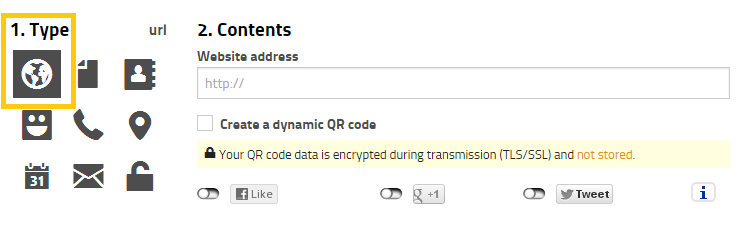 1. Type
url
2. Contents
Website address
http://
Create a dynamic QR code
Your QR code data is encrypted during transmission (TLS/SSL) and not stored.
31
f Like
g +1
Tweet
i